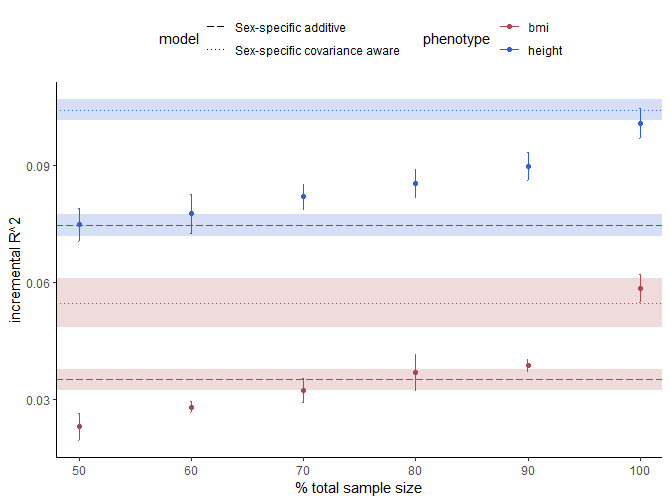 model
Sex-specific additive
Sex-specific covariance aware
phenotype
bmi
height
incremental R^2
0.09
0.06
0.03
50
60
70
80
90
100
% total sample size